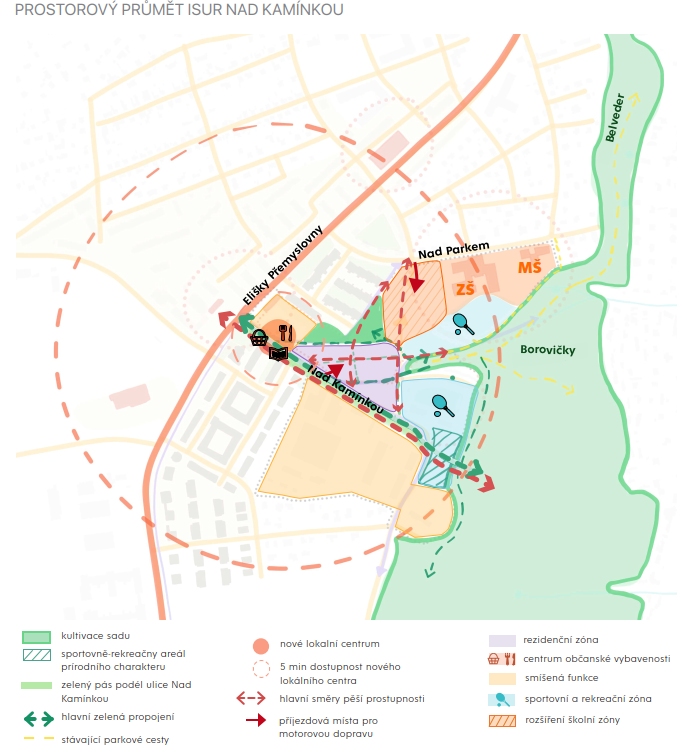 PROSTOROVÝ PRŮMĚT ISUR NAD KAMÍNKOU
Belveder
Elišky Přemyslovny
Nad Parkem
MŠ
ZŠ
Borovičky
Nad Kamínkou
kultivace sadu
sportovně-rekreačny areál
prírodního charakteru
zelený pás podél ulice Nad
Kamínkou
hlavní zelená propojení
stávající parkové cesty
nové lokalní centrum
5 min dostupnost nového
lokálního centra
hlavní směry pěší prostupnosti
příjezdová místa pro
motorovou dopravu
rezidenční zóna
centrum občanské vybavenosti
smíšená funkce
sportovní a rekreační zóna
rozšíření školní zóny